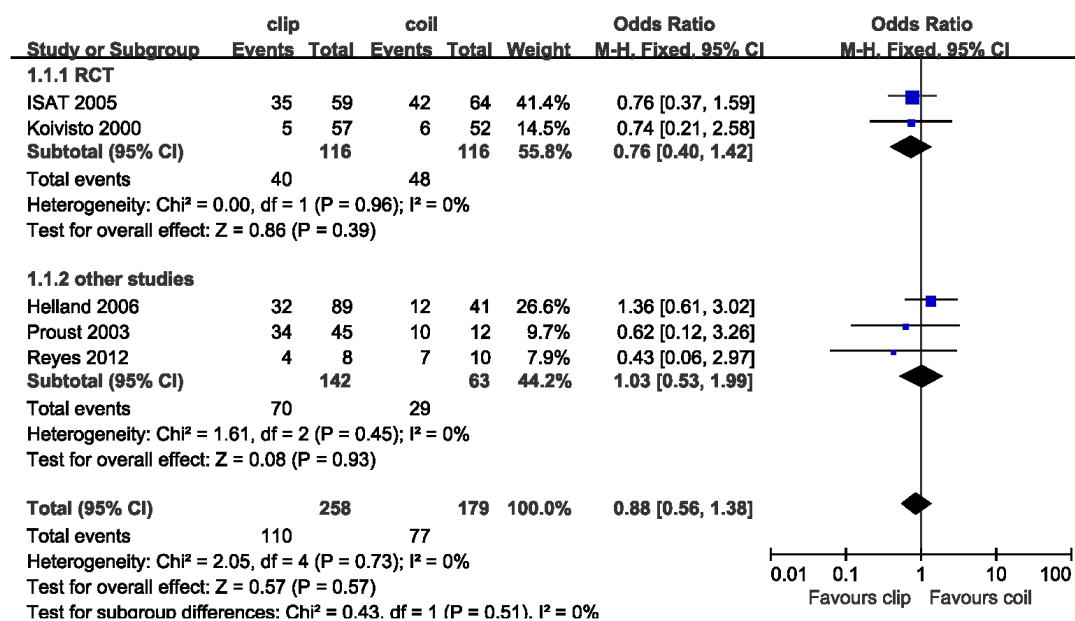 clip coil Odds Ratio Odds Ratio
Study or Subgroup Events Total Events Total Weight M-H, Fixed, 95% CI M-H, Fixed, 95% CI
1.1.1 RCT
ISAT 2005 35 59 42 64 41.4% 0.76 [0.37, 1.59]
Koivisto 2000 5 57 6 52 14.5% 0.74 [0.21, 2.58]
Subtotal (95% CI) 116 116 55.8% 0.76 [0.40, 1.42]
Total events 40 48
Heterogeneity: Chi² = 0.00, df = 1 (P = 0.96); I² = 0%
Test for overall effect: Z = 0.86 (P = 0.39)
1.1.2 other studies
Helland 2006 32 89 12 41 26.6% 1.36 [0.61, 3.02]
Proust 2003 34 45 10 12 9.7% 0.62 [0.12, 3.26]
Reyes 2012 4 8 7 10 7.9% 0.43 [0.06, 2.97]
Subtotal (95% CI) 142 63 44.2% 1.03 [0.53, 1.99]
Total events 70 29
Heterogeneity: Chi² = 1.61, df = 2 (P = 0.45); I² = 0%
Test for overall effect: Z = 0.08 (P = 0.93)
Total (95% CI) 258 179 100.0% 0.88 [0.56, 1.38]
Total events 110 77
Heterogeneity: Chi² = 2.05, df = 4 (P = 0.73); I² = 0%
Test for overall effect: Z = 0.57 (P = 0.57)
Test for subgroup differences: Chi² = 0.43, df = 1 (P = 0.51), I² = 0%
0.01 0.1 1 10 100
Favours clip Favours coil